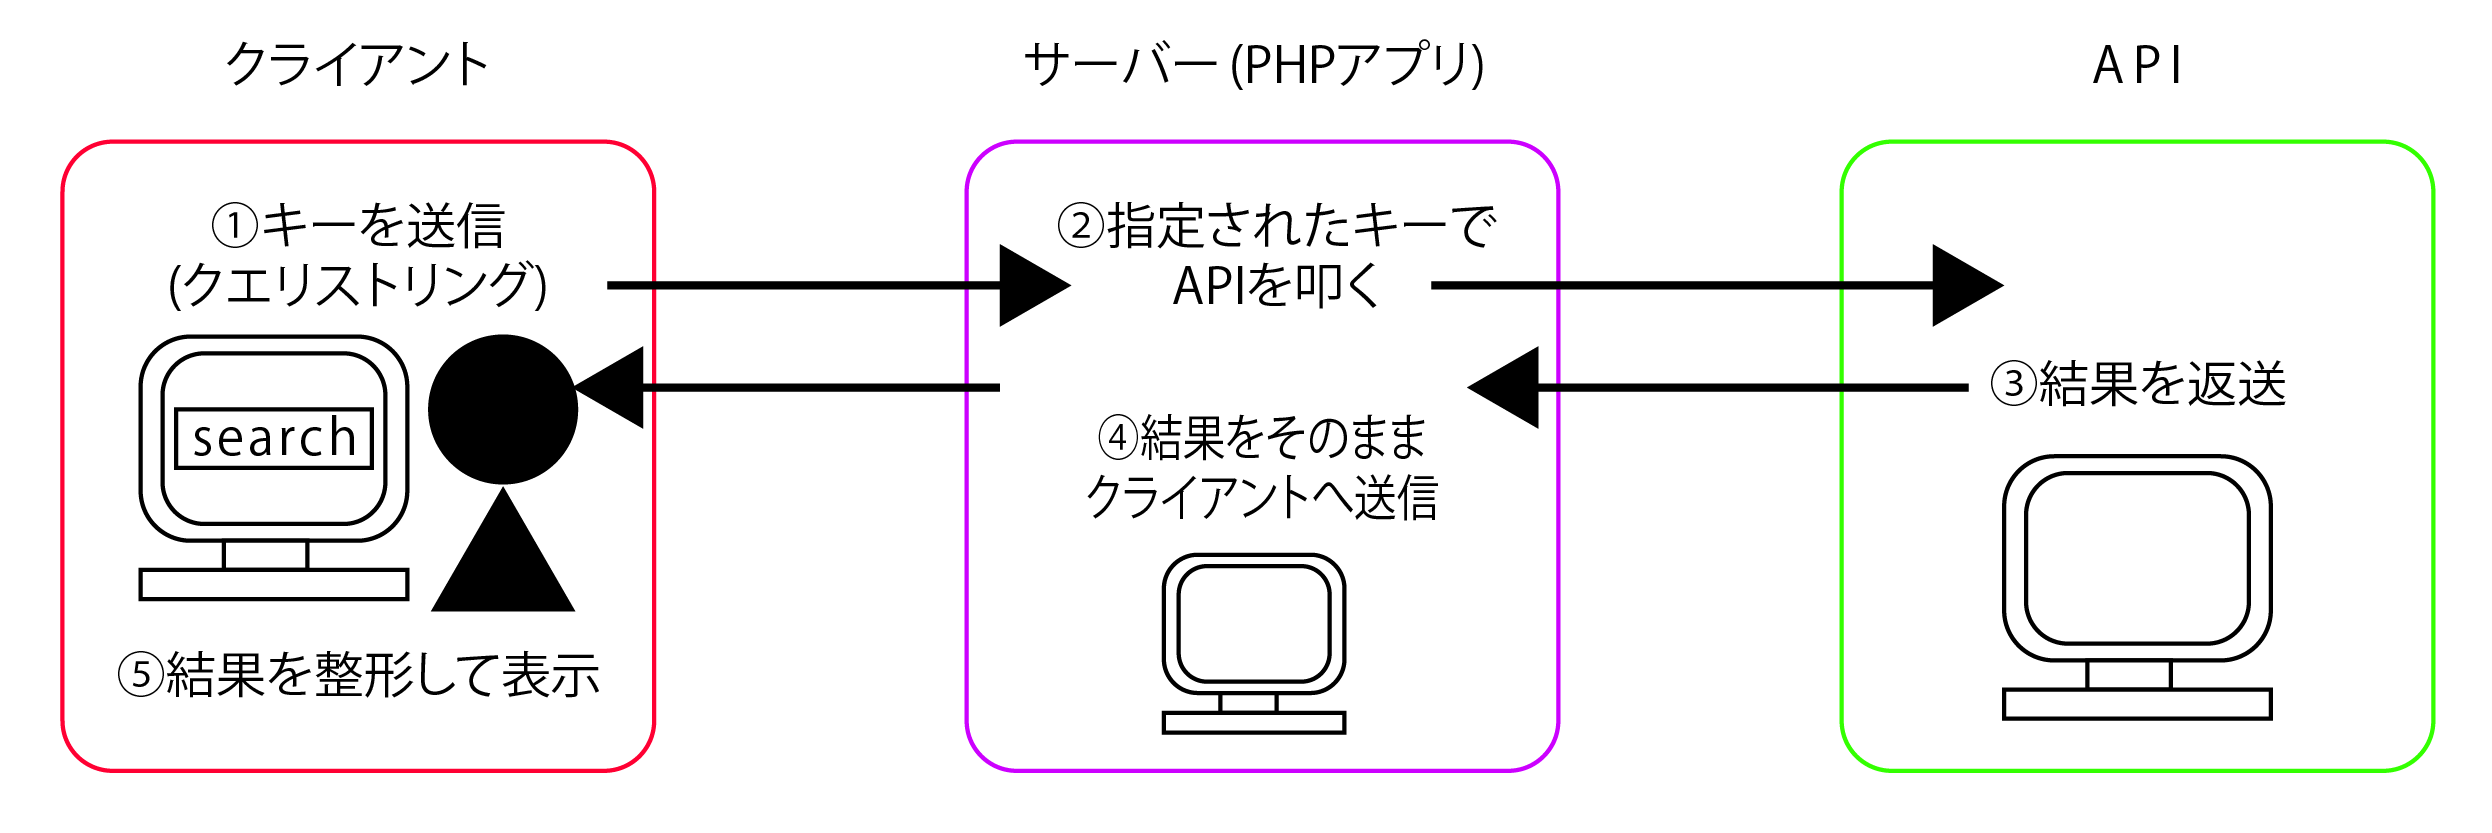 クライアント
サーバー (PHPアプリ)
API
①キーを送信
(クエリストリング)
search
⑤結果を整形して表示
②指定されたキーで
APIを叩く
④結果をそのまま
クライアントへ送信
③結果を返送